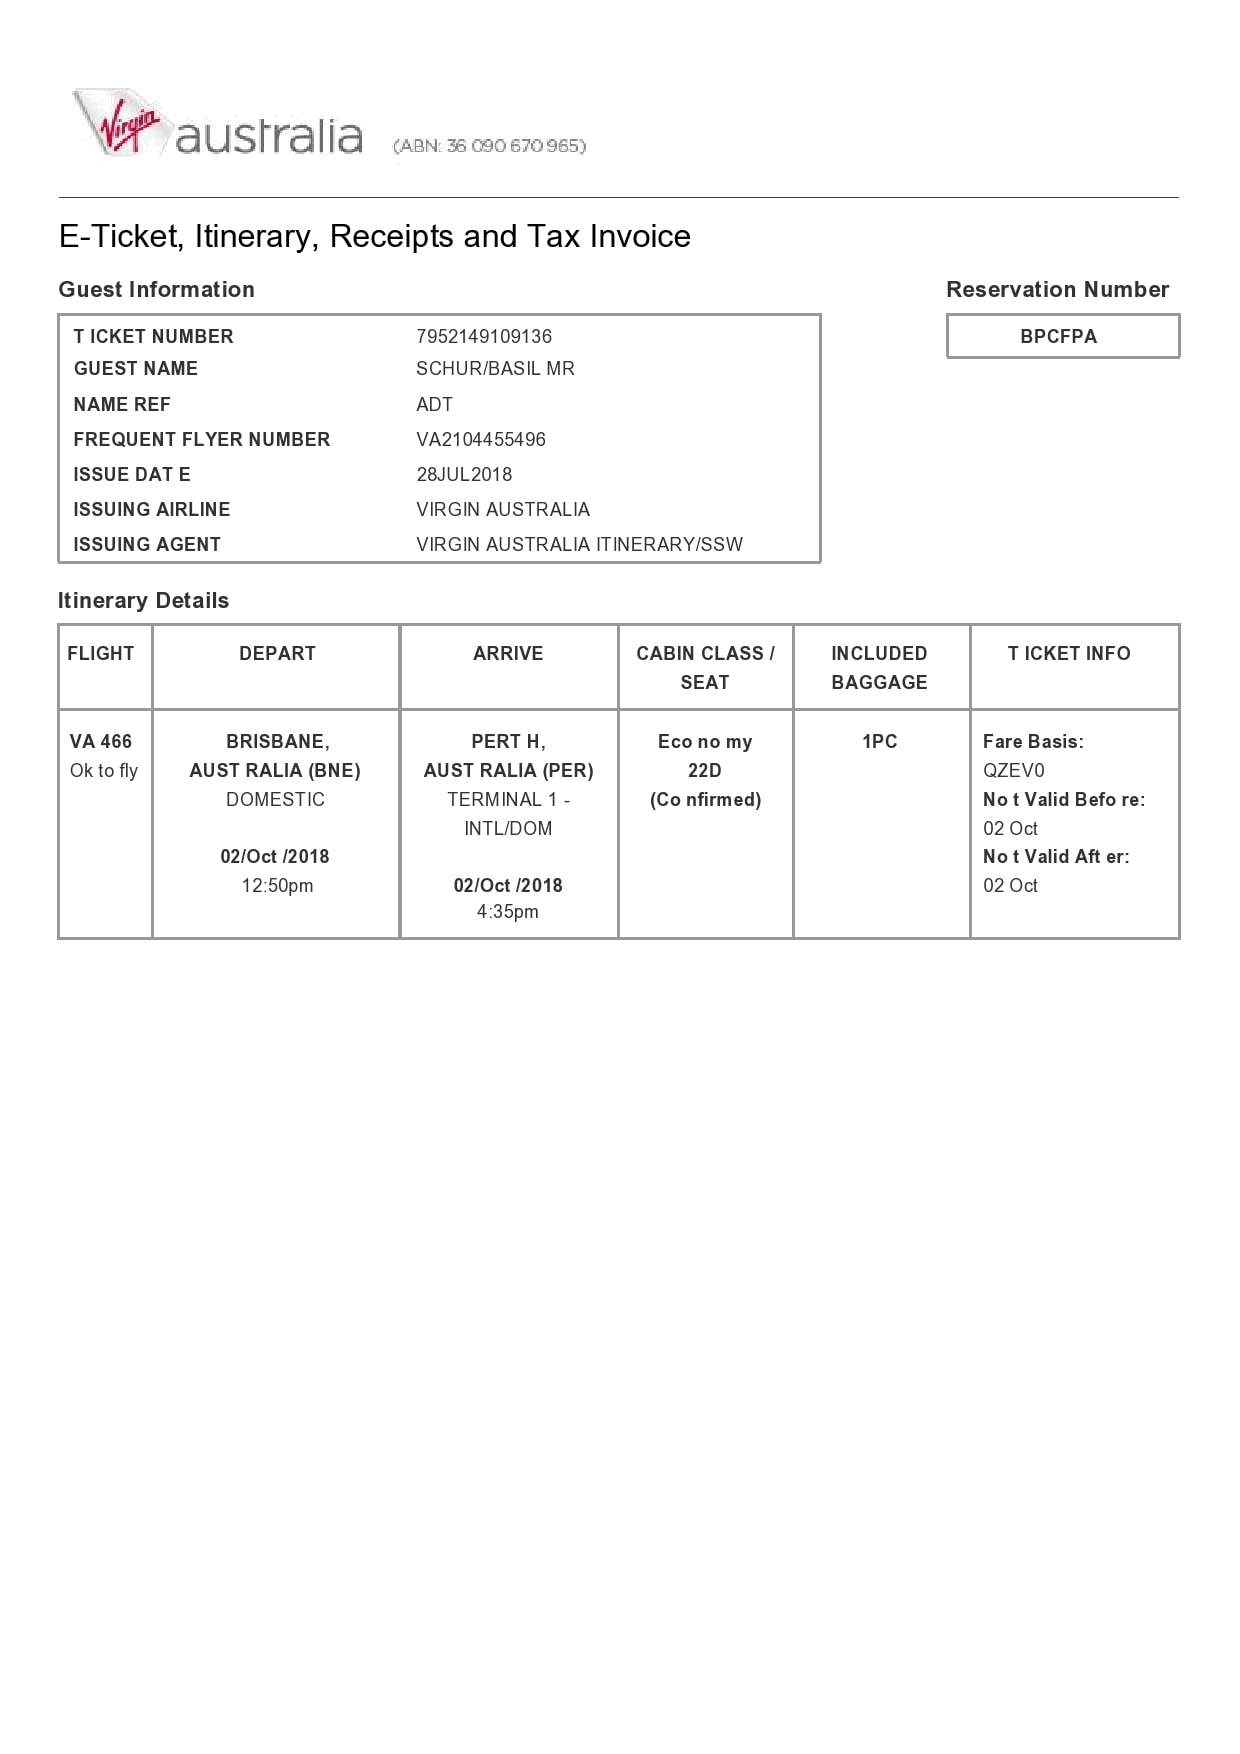 Virgin australia (ABN: 36 090 670 965)
E-Ticket, Itinerary, Receipts and Tax Invoice
Guest Information
Reservation Number
T ICKET NUMBER 7952149109136
BPCFPA
GUEST NAME SCHUR/BASIL MR
NAME REF ADT
FREQUENT FLYER NUMBER VA2104455496
ISSUE DAT E 28JUL2018
ISSUING AIRLINE VIRGIN AUSTRALIA
ISSUING AGENT VIRGIN AUSTRALIA ITINERARY/SSW
Itinerary Details
FLIGHT
DEPART
ARRIVE
CABIN CLASS /
SEAT
INCLUDED
BAGGAGE
T ICKET INFO
VA 466
Ok to fly
BRISBANE,
AUST RALIA (BNE)
DOMESTIC
02/Oct /2018
12:50pm
PERT H,
AUST RALIA (PER)
TERMINAL 1 -
INTL/DOM
02/Oct /2018
4:35pm
Eco no my
22D
(Co nfirmed)
1PC
Fare Basis:
QZEV0
No t Valid Befo re:
02 Oct
No t Valid Aft er:
02 Oct